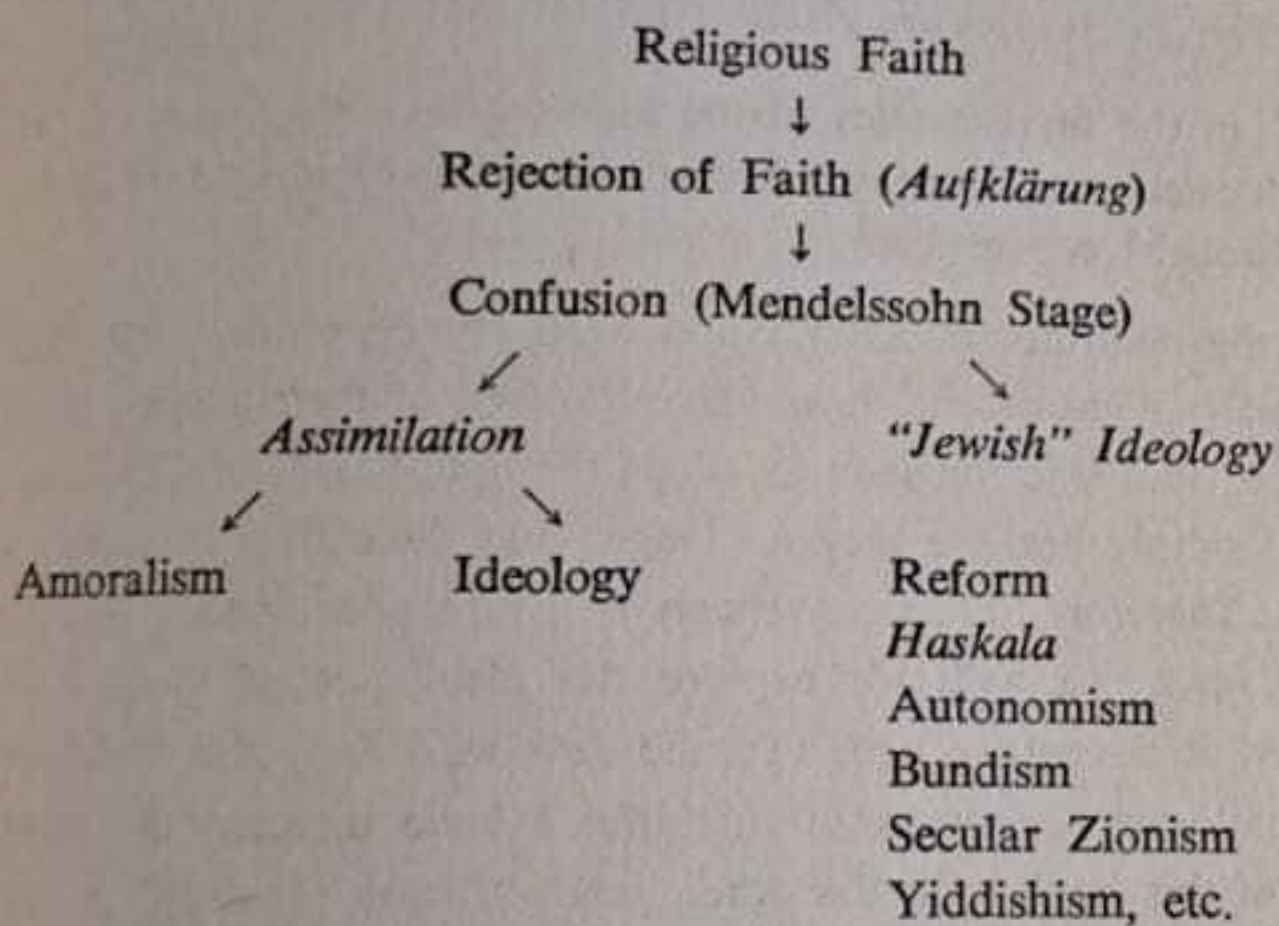 Religious Faith
↓
Rejection of Faith (Aufklärung)
↓
Confusion (Mendelssohn Stage)
↙ ↘
Assimilation "Jewish" Ideology
↙ ↘
Amoralism Ideology Reform
Haskala
Autonomism
Bundism
Secular Zionism
Yiddishism, etc.